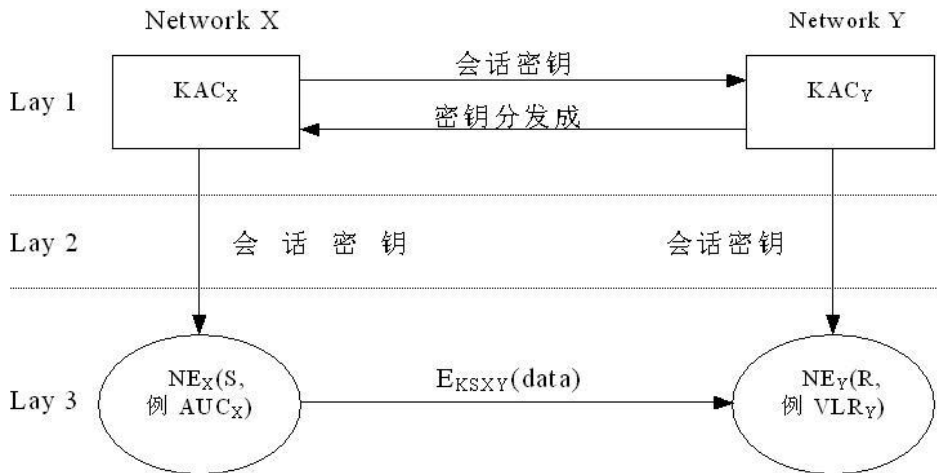 Network X
Network Y
Lay 1
KACX
会话密钥
密钥分发成
KACY
Lay 2
会话密钥
会话密钥
Lay 3
NEX(S,
例 AUCX)
EKSXY(data)
NEY(R,
例 VLRY)